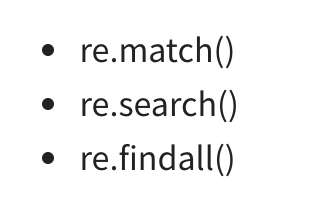 • re.match()
• re.search()
• re.findall()